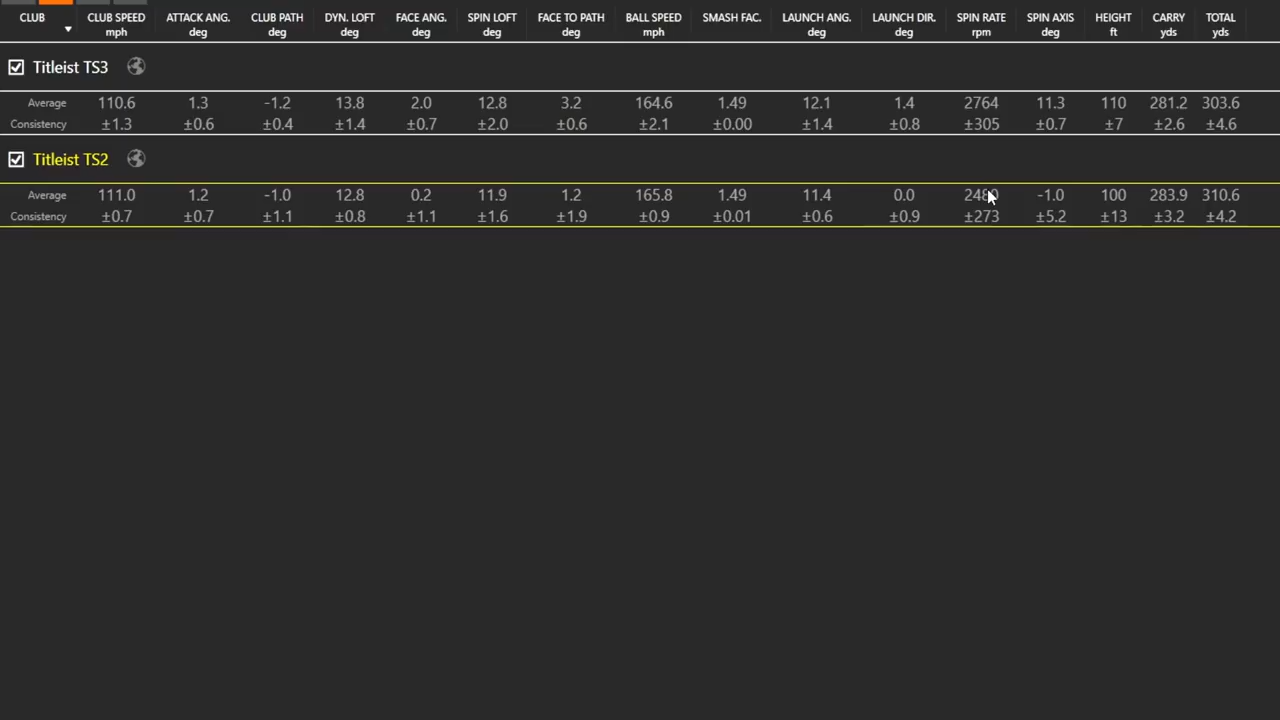 CLUB CLUB SPEED ATTACK ANG. CLUB PATH DYN. LOFT FACE ANG. SPIN LOFT FACE TO PATH BALL SPEED SMASH FAC. LAUNCH ANG. LAUNCH DIR. SPIN RATE SPIN AXIS HEIGHT CARRY TOTAL
mph deg deg deg deg deg deg mph deg deg rpm deg ft yds yds
Titleist TS3
Average 110.6 1.3 -1.2 13.8 2.0 12.8 3.2 164.6 1.49 12.1 1.4 2764 11.3 110 281.2 303.6
Consistency ±1.3 ±0.6 ±0.4 ±1.4 ±0.7 ±2.0 ±0.6 ±2.1 ±0.00 ±1.4 ±0.8 ±305 ±0.7 ±7 ±2.6 ±4.6
Titleist TS2
Average 111.0 1.2 -1.0 12.8 0.2 11.9 1.2 165.8 1.49 11.4 0.0 -1.0 100 283.9 310.6
Consistency ±0.7 ±0.7 ±1.1 ±0.8 ±1.1 ±1.6 ±1.9 ±0.9 ±0.01 ±0.6 ±0.9 ±273 ±5.2 ±13 ±3.2 ±4.2